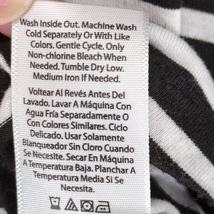 Wash Inside Out. Machine Wash
Cold Separately Or With Like
Colors. Gentle Cycle. Only
Non-chlorine Bleach When
Needed. Tumble Dry Low.
Medium Iron If Needed.
Voltear Al Revés Antes Del
Lavado. Lavar A Máquina Con
Agua Fría Separadamente O
Con Colores Similares. Ciclo
Delicado. Usar Solamente
Blanqueador Sin Cloro Cuando
Se Necesite. Secar En Máquina
A Temperatura Baja. Planchar A
Temperatura Media Si Se
Necesita.